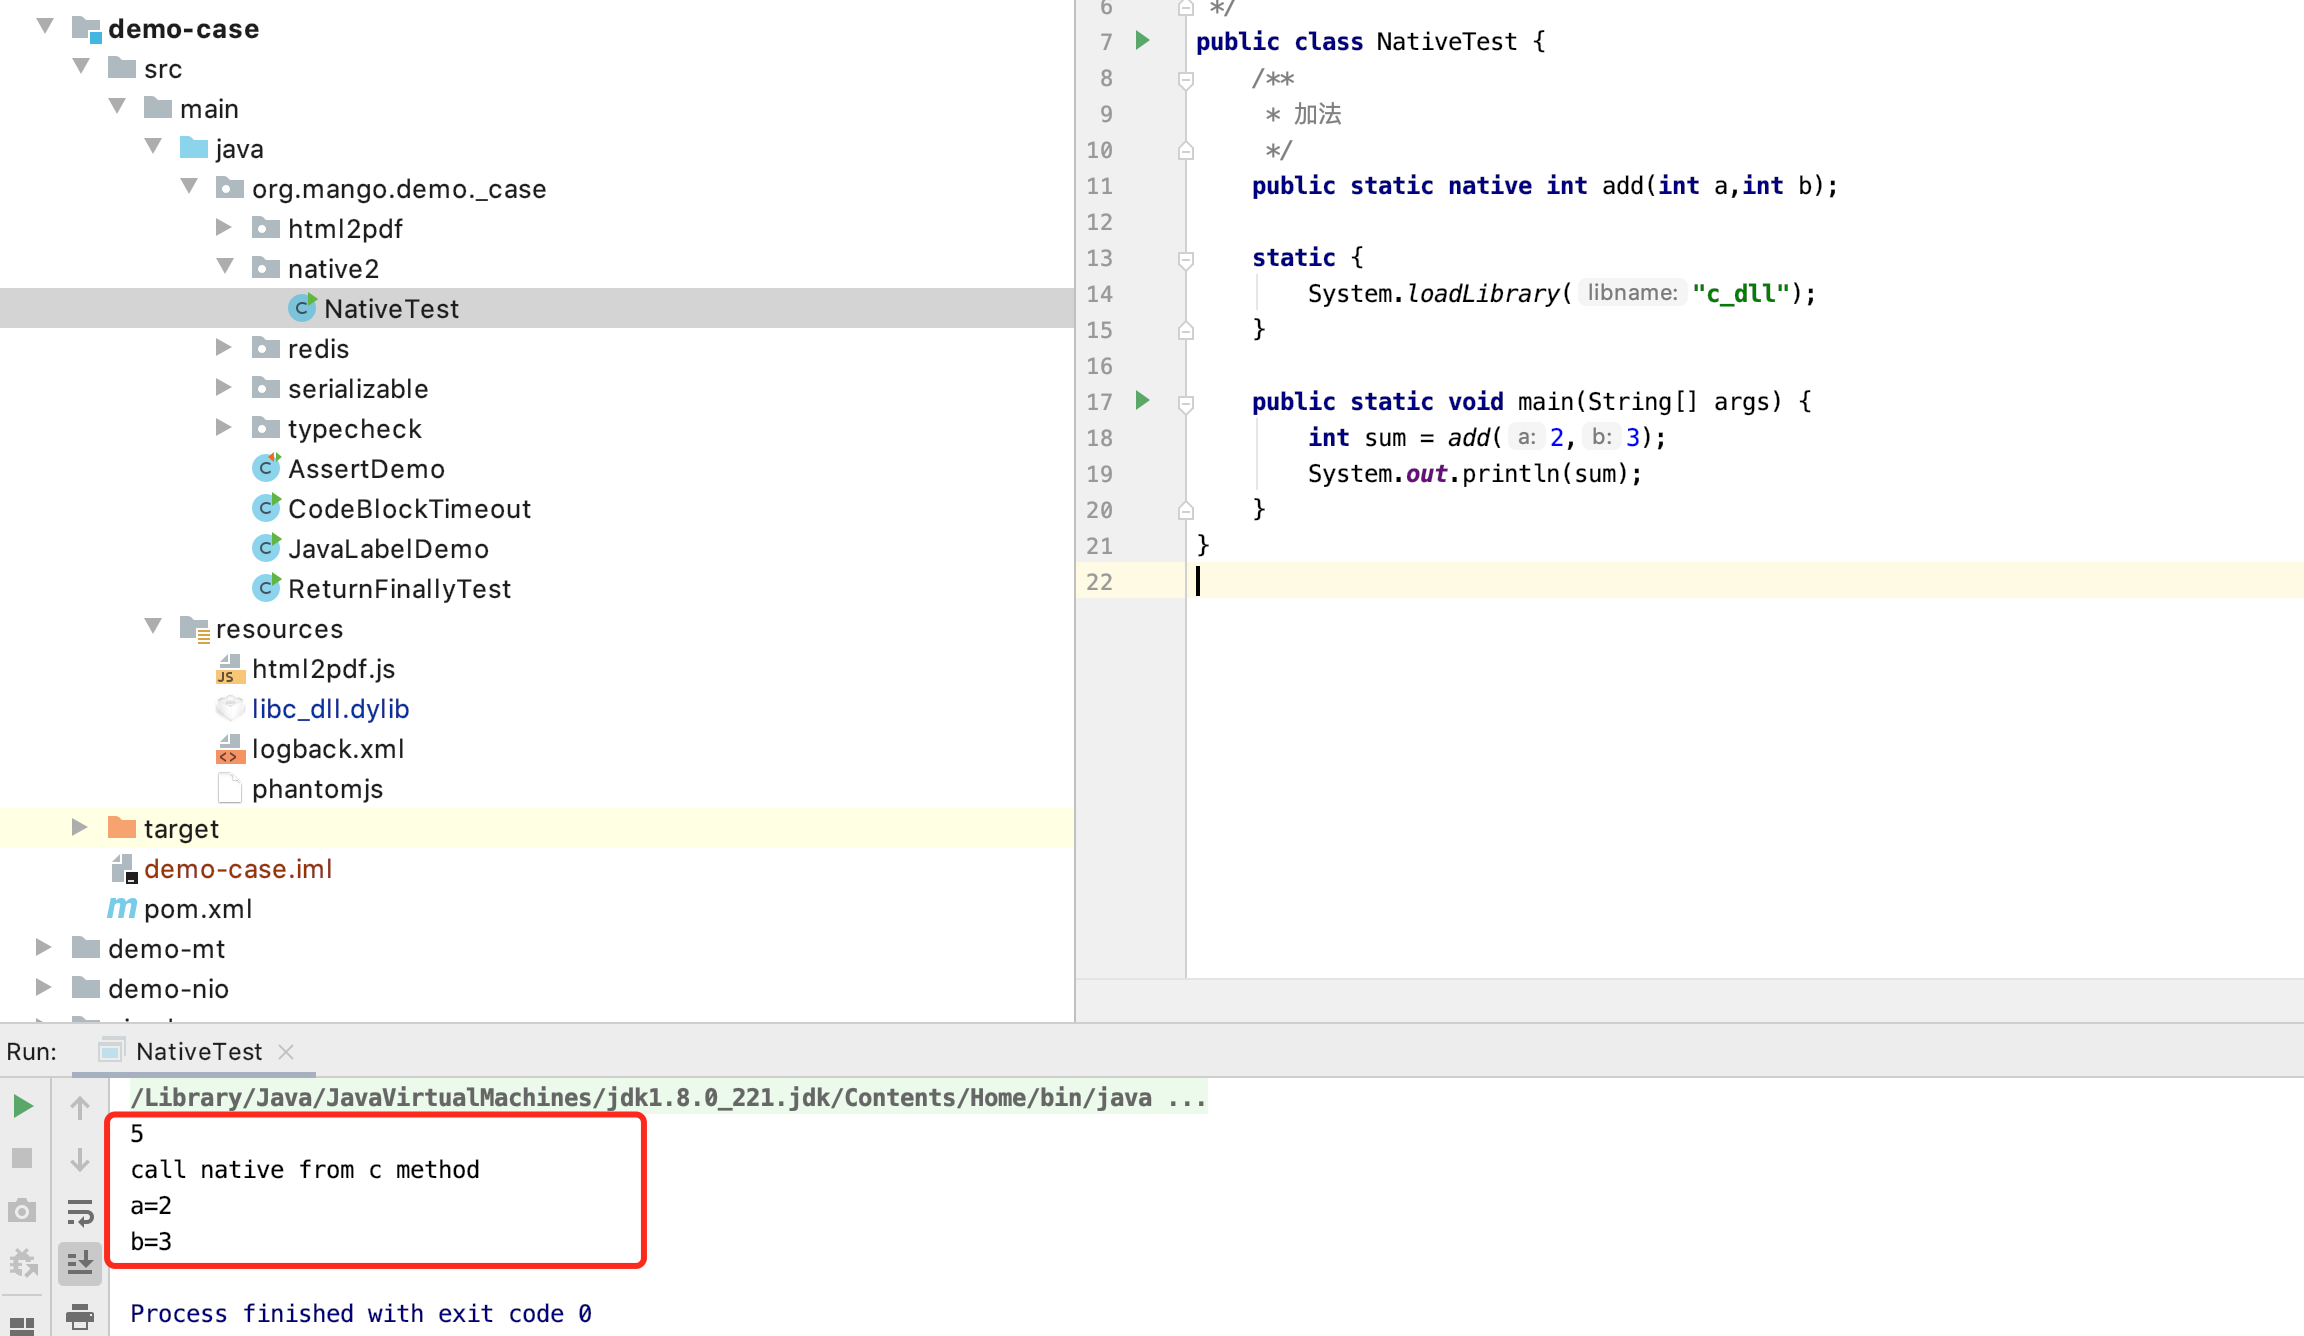 demo-case
src
main
java
org.mango.demo._case
html2pdf
native2
NativeTest
redis
serializable
typecheck
AssertDemo
CodeBlockTimeout
JavaLabelDemo
ReturnFinallyTest
resources
html2pdf.js
libc_dll.dylib
logback.xml
phantomjs
target
demo-case.iml
pom.xml
demo-mt
demo-nio
6 */
7 public class NativeTest {
8 /**
9 * 加法
10 */
11 public static native int add(int a,int b);
12
13 static {
14 System.loadLibrary( libname: "c_dll");
15 }
16
17 public static void main(String[] args) {
18 int sum = add( a: 2, b: 3);
19 System.out.println(sum);
20 }
21 }
22
Run: NativeTest
/Library/Java/JavaVirtualMachines/jdk1.8.0_221.jdk/Contents/Home/bin/java ...
5
call native from c method
a=2
b=3
Process finished with exit code 0